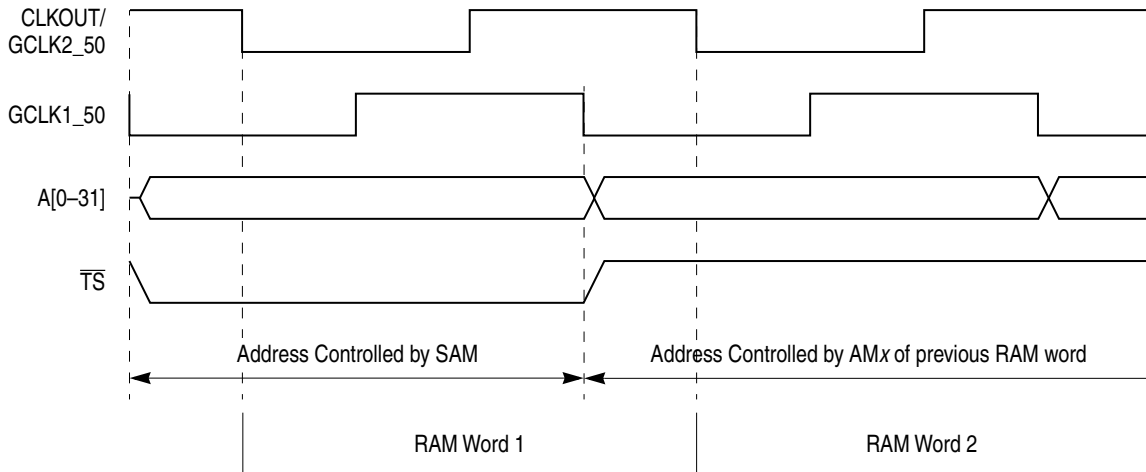 CLKOUT/
GCLK2_50
GCLK1_50
A[0–31]
TS
Address Controlled by SAM
Address Controlled by AMx of previous RAM word
RAM Word 1
RAM Word 2